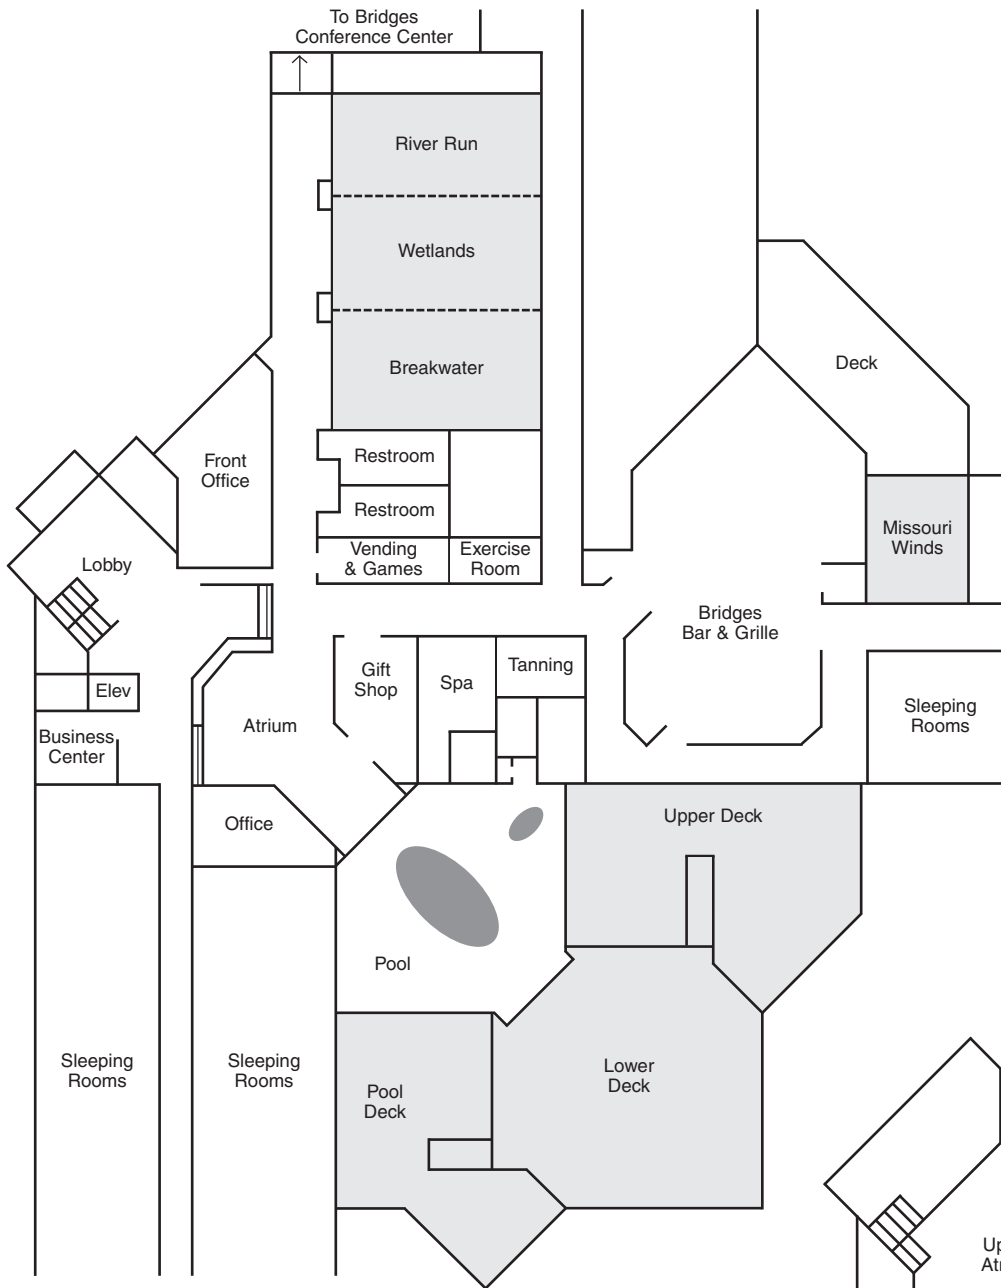 To Bridges
Conference Center
River Run
Wetlands
Breakwater
Deck
Restroom
Front
Office
Restroom
Missouri
Winds
Vending
& Games
Exercise
Room
Lobby
Bridges
Bar & Grille
Gift
Shop
Spa
Tanning
Elev
Atrium
Sleeping
Rooms
Business
Center
Office
Upper Deck
Pool
Sleeping
Rooms
Sleeping
Rooms
Pool
Deck
Lower
Deck